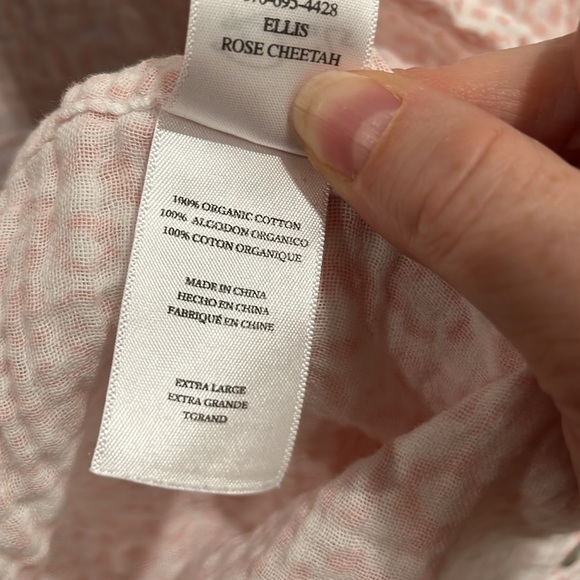 ELLIS
ROSE CHEETAH
100% ORGANIC COTTON
100% ALGODON ORGANICO
100% COTON ORGANIQUE
MADE IN CHINA
HECHO EN CHINA
FABRIQUÉ EN CHINE
EXTRA LARGE
EXTRA GRANDE
TGRAND